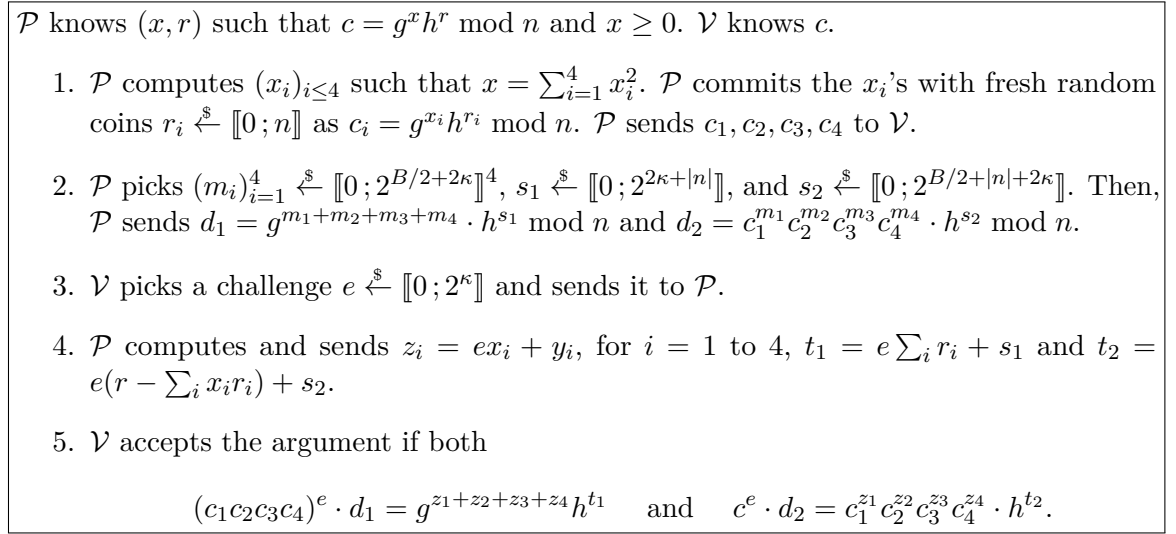 𝒫 knows (x, r) such that c = g^x h^r mod n and x ≥ 0. 𝒱 knows c.
1. 𝒫 computes (x_i)_{i≤4} such that x = ∑_{i=1}^4 x_i^2. 𝒫 commits the x_i's with fresh random
coins r_i ←$ ⟦0 ; n⟧ as c_i = g^{x_i} h^{r_i} mod n. 𝒫 sends c_1, c_2, c_3, c_4 to 𝒱.
2. 𝒫 picks (m_i)_{i=1}^4 ←$ ⟦0 ; 2^{B/2+2κ}⟧^4, s_1 ←$ ⟦0 ; 2^{2κ+|n|}⟧, and s_2 ←$ ⟦0 ; 2^{B/2+|n|+2κ}⟧. Then,
𝒫 sends d_1 = g^{m_1+m_2+m_3+m_4} · h^{s_1} mod n and d_2 = c_1^{m_1} c_2^{m_2} c_3^{m_3} c_4^{m_4} · h^{s_2} mod n.
3. 𝒱 picks a challenge e ←$ ⟦0 ; 2^κ⟧ and sends it to 𝒫.
4. 𝒫 computes and sends z_i = ex_i + y_i, for i = 1 to 4, t_1 = e ∑_i r_i + s_1 and t_2 =
e(r − ∑_i x_i r_i) + s_2.
5. 𝒱 accepts the argument if both
(c_1 c_2 c_3 c_4)^e · d_1 = g^{z_1+z_2+z_3+z_4} h^{t_1} and c^e · d_2 = c_1^{z_1} c_2^{z_2} c_3^{z_3} c_4^{z_4} · h^{t_2}.